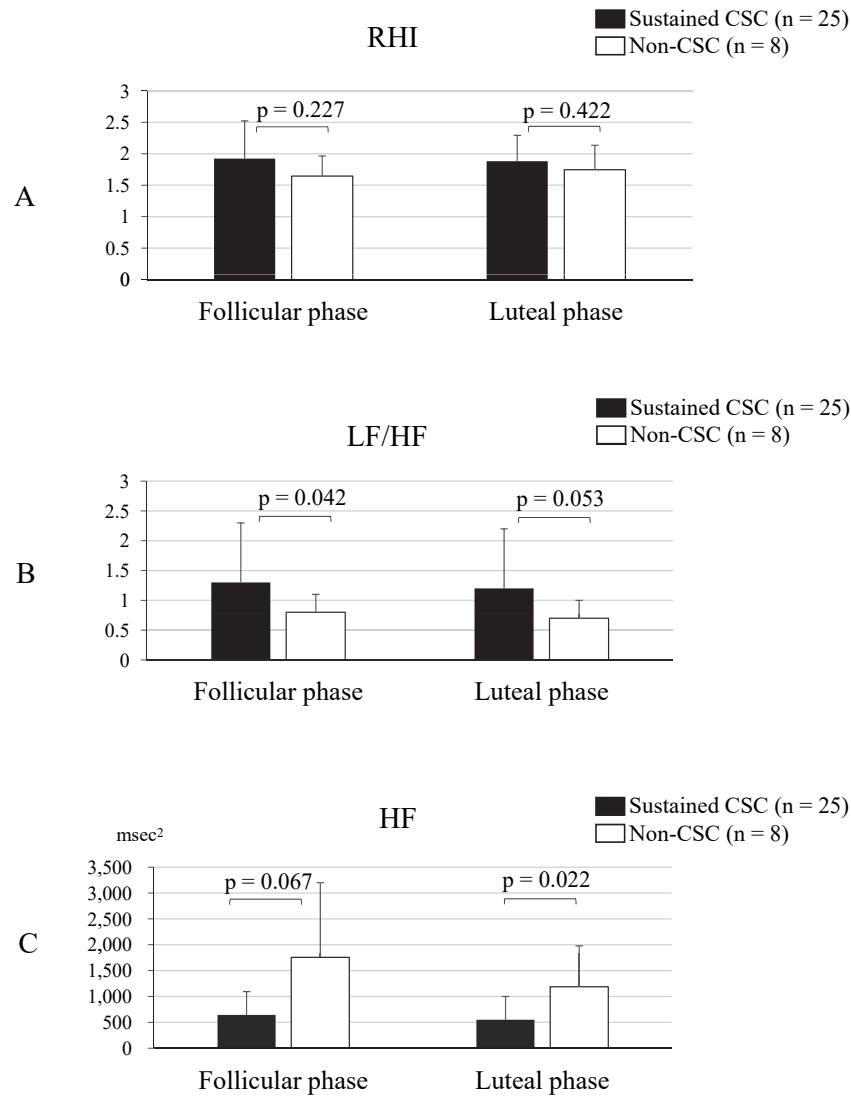 RHI
Sustained CSC (n = 25)
Non-CSC (n = 8)
A
3
2.5
2
1.5
1
0.5
0
p = 0.227
p = 0.422
Follicular phase
Luteal phase
LF/HF
Sustained CSC (n = 25)
Non-CSC (n = 8)
B
3
2.5
2
1.5
1
0.5
0
p = 0.042
p = 0.053
Follicular phase
Luteal phase
HF
Sustained CSC (n = 25)
Non-CSC (n = 8)
msec²
C
3,500
3,000
2,500
2,000
1,500
1,000
500
0
p = 0.067
p = 0.022
Follicular phase
Luteal phase